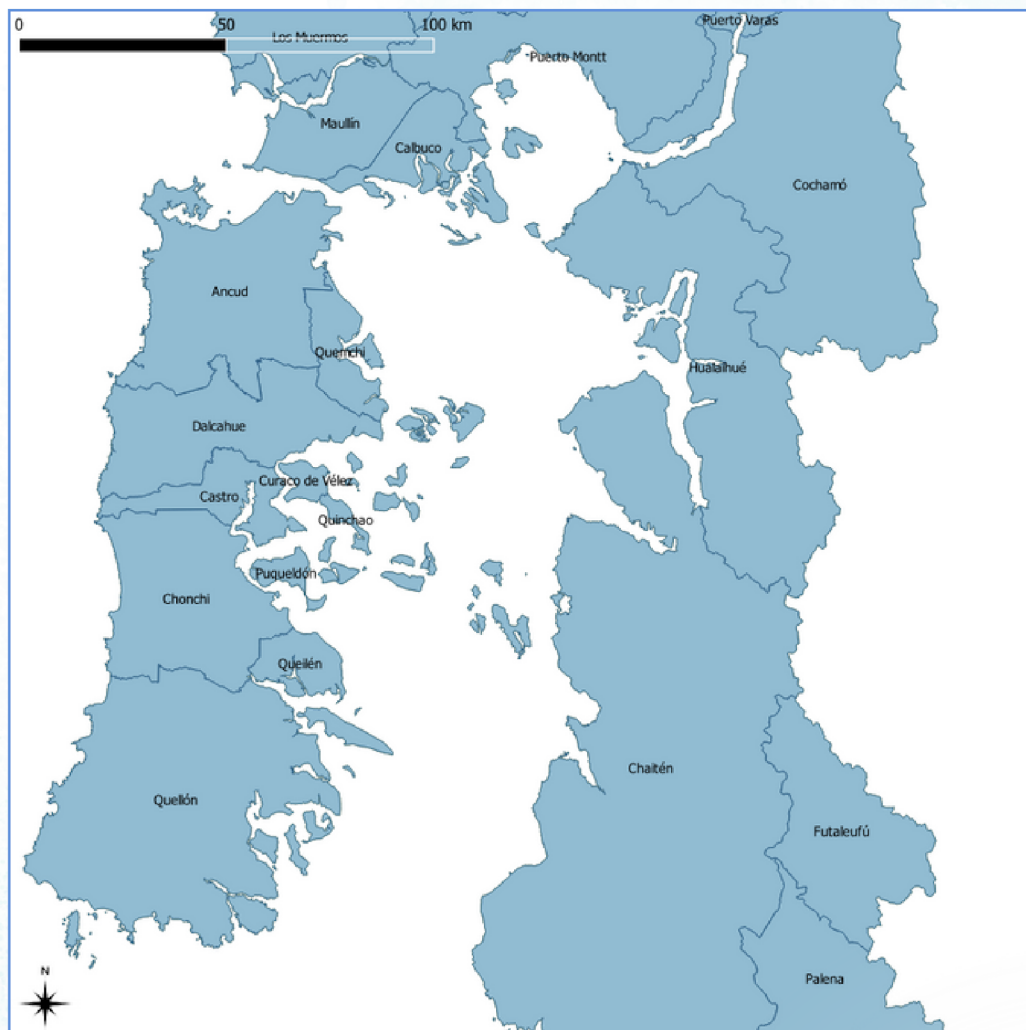 0 50 100 km
Los Muermos
Puerto Varas
Puerto Montt
Maullín
Calbuco
Cochamó
Ancud
Quemchi
Hualaihué
Dalcahue
Curaco de Vélez
Castro
Quinchao
Puqueldón
Chonchi
Queilén
Chaitén
Quellón
Futaleufú
Palena
N